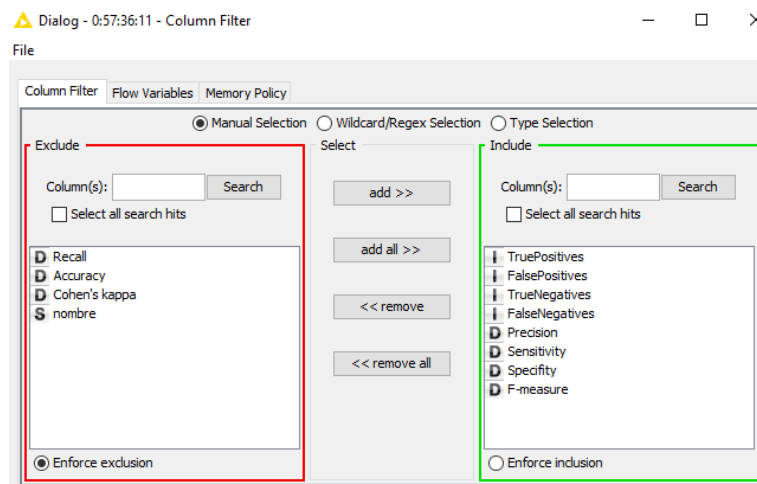 Dialog - 0:57:36:11 - Column Filter
File
Column Filter Flow Variables Memory Policy
Manual Selection Wildcard/Regex Selection Type Selection
Exclude
Column(s): Search
Select all search hits
D Recall
D Accuracy
D Cohen's kappa
S nombre
Enforce exclusion
Select
add >>
add all >>
<< remove
<< remove all
Include
Column(s): Search
Select all search hits
I TruePositives
I FalsePositives
I TrueNegatives
I FalseNegatives
D Precision
D Sensitivity
D Specifity
D F-measure
Enforce inclusion